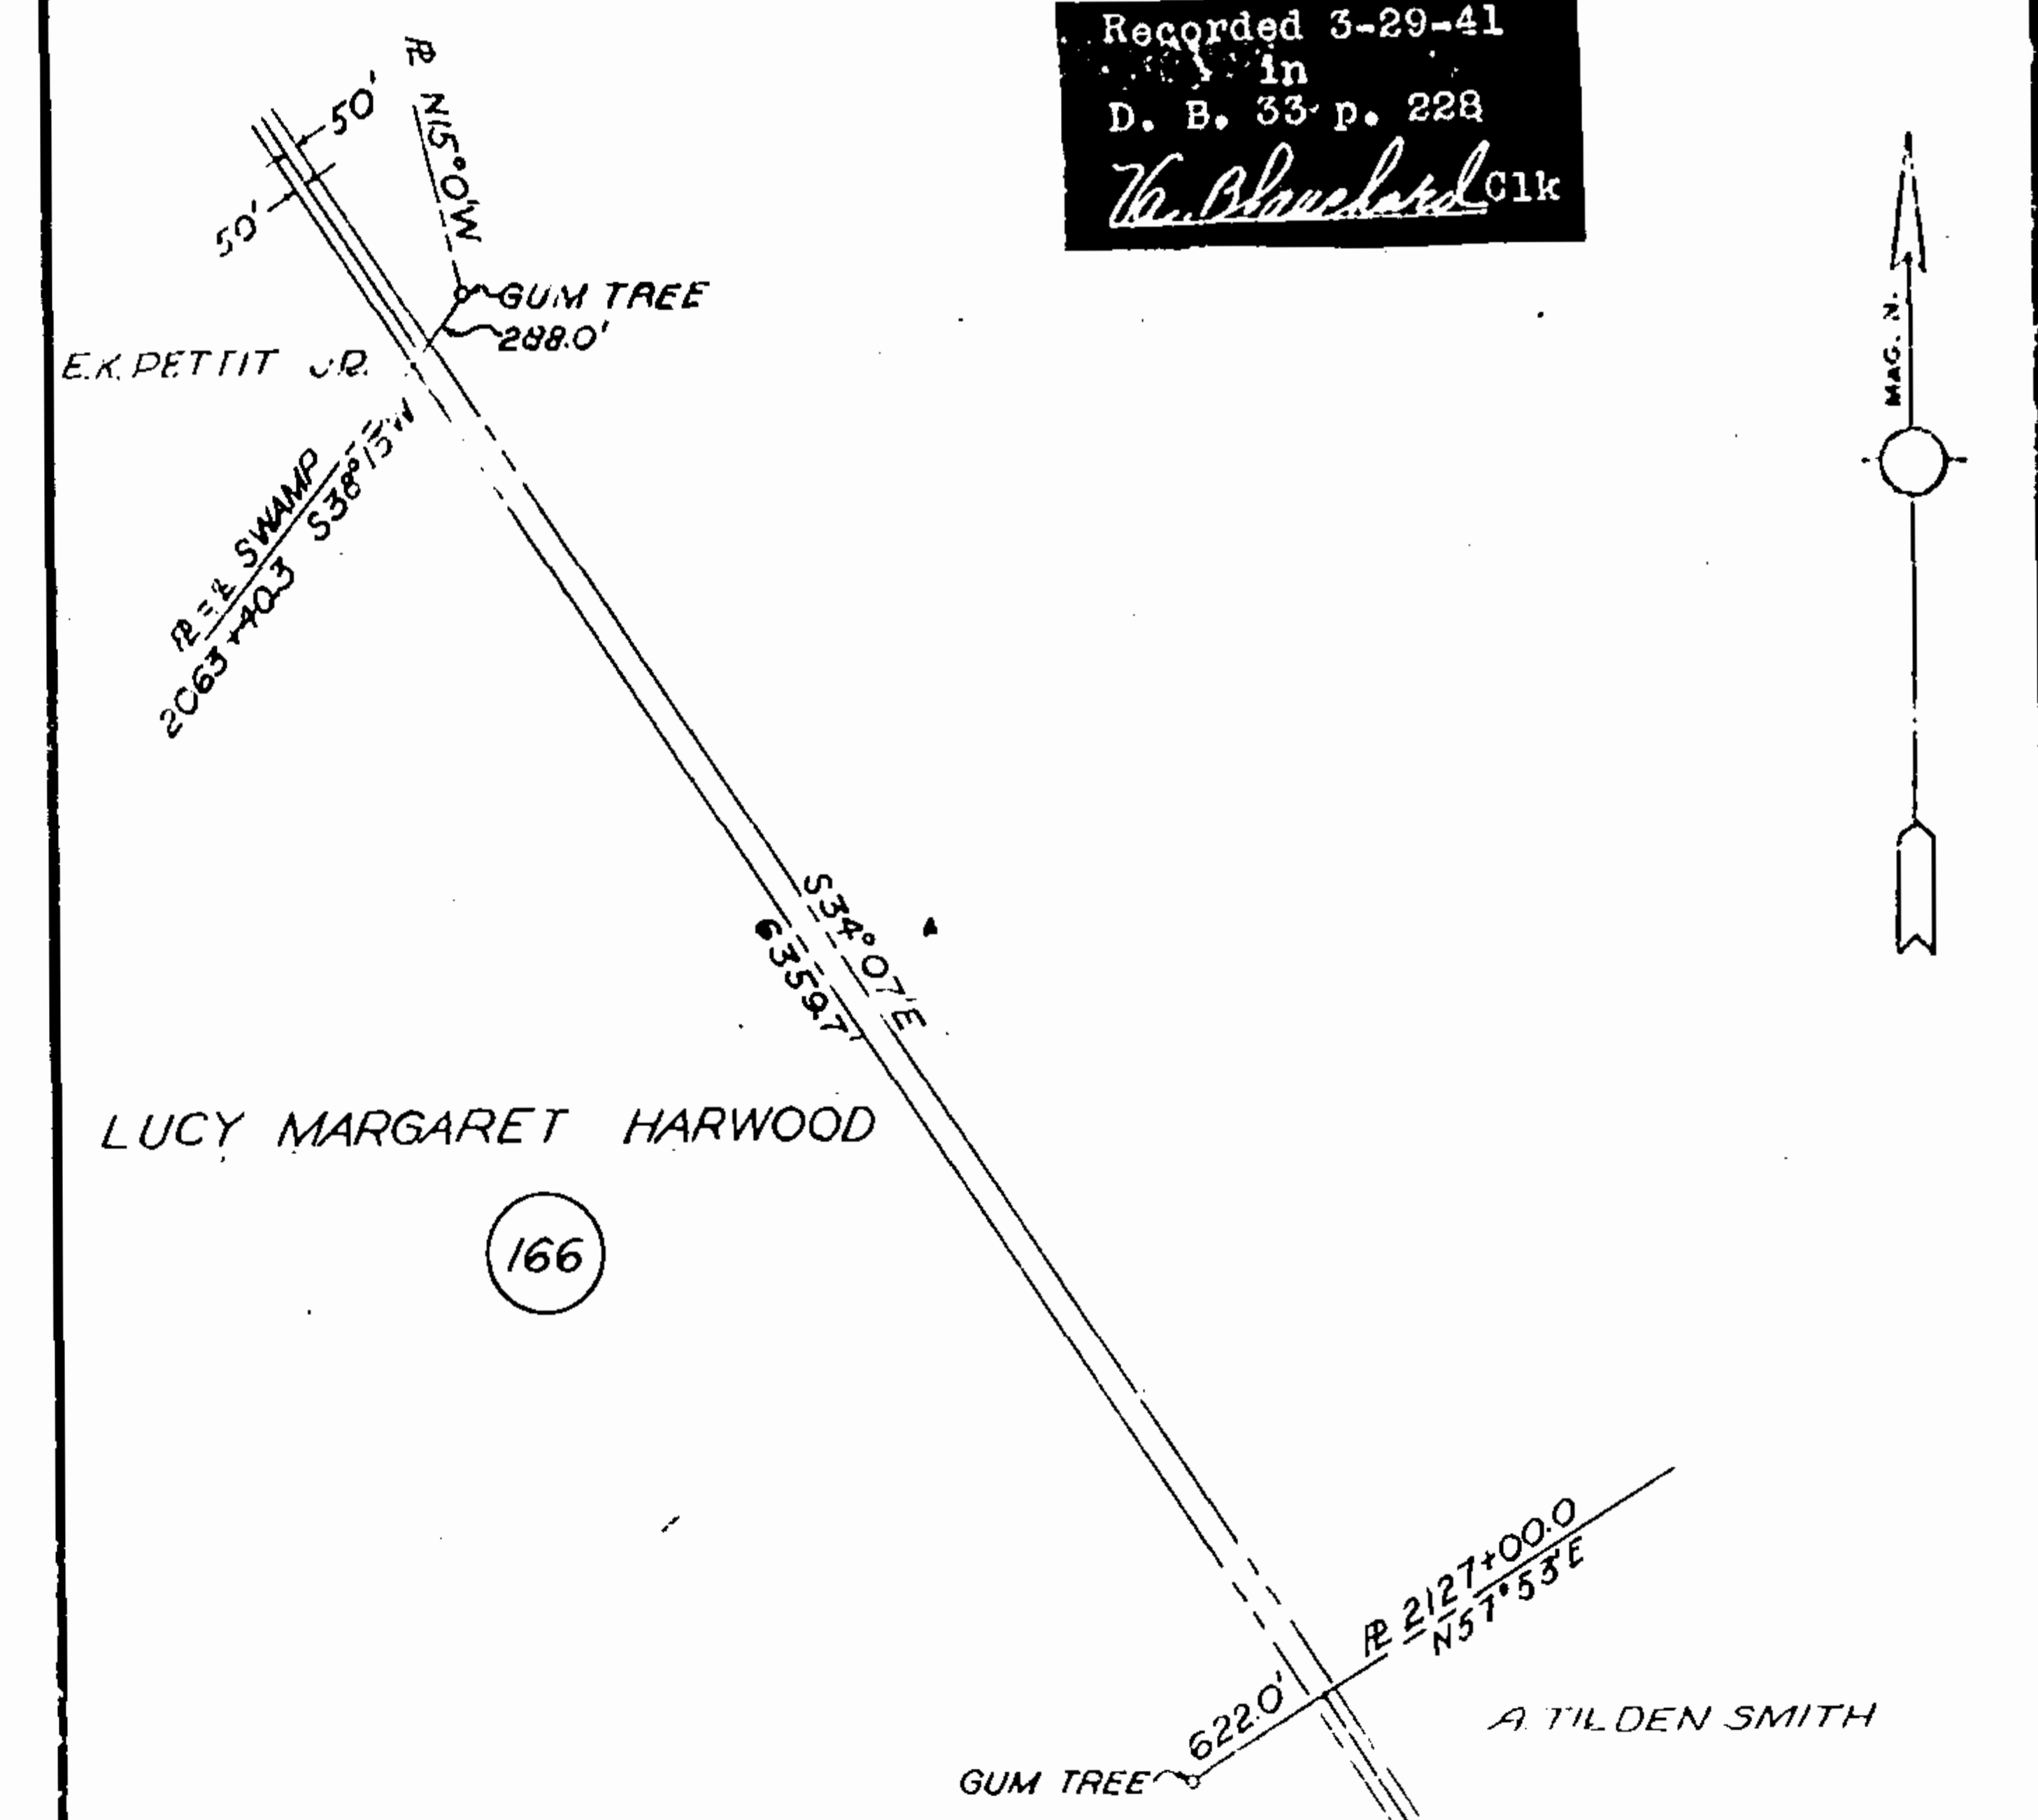 Recorded 3-29-41
in
D. B. 33 p. 228
Clk
50'
50'
N15°0'W
GUM TREE
288.0'
E.K. PETTIT JR.
= ℄ SWAMP
2063+40.3 S38°15'W
MAG. N.
S34°07'E
6359.7'
LUCY MARGARET HARWOOD
166
2127+00.0
N57°53'E
622.0'
GUM TREE
A. TILDEN SMITH